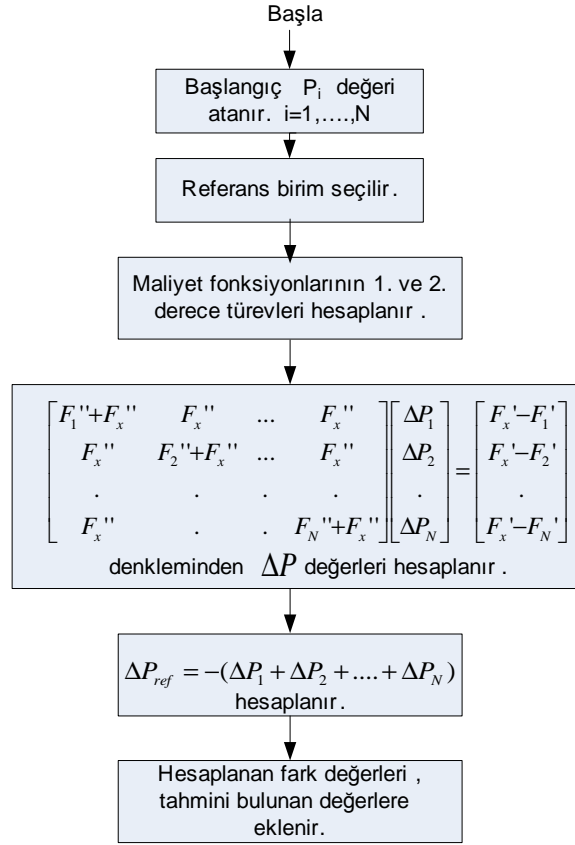 Başla
Başlangıç P_i değeri
atanır. i=1,….,N
Referans birim seçilir.
Maliyet fonksiyonlarının 1. ve 2.
derece türevleri hesaplanır .
F_1''+F_x'' F_x'' ... F_x'' ΔP_1 F_x'−F_1'
F_x'' F_2''+F_x'' ... F_x'' ΔP_2 = F_x'−F_2'
. . . . . .
F_x'' . . F_N''+F_x'' ΔP_N F_x'−F_N'
denkleminden ΔP değerleri hesaplanır .
ΔP_ref = −(ΔP_1 + ΔP_2 + .... + ΔP_N)
hesaplanır.
Hesaplanan fark değerleri ,
tahmini bulunan değerlere
eklenir.